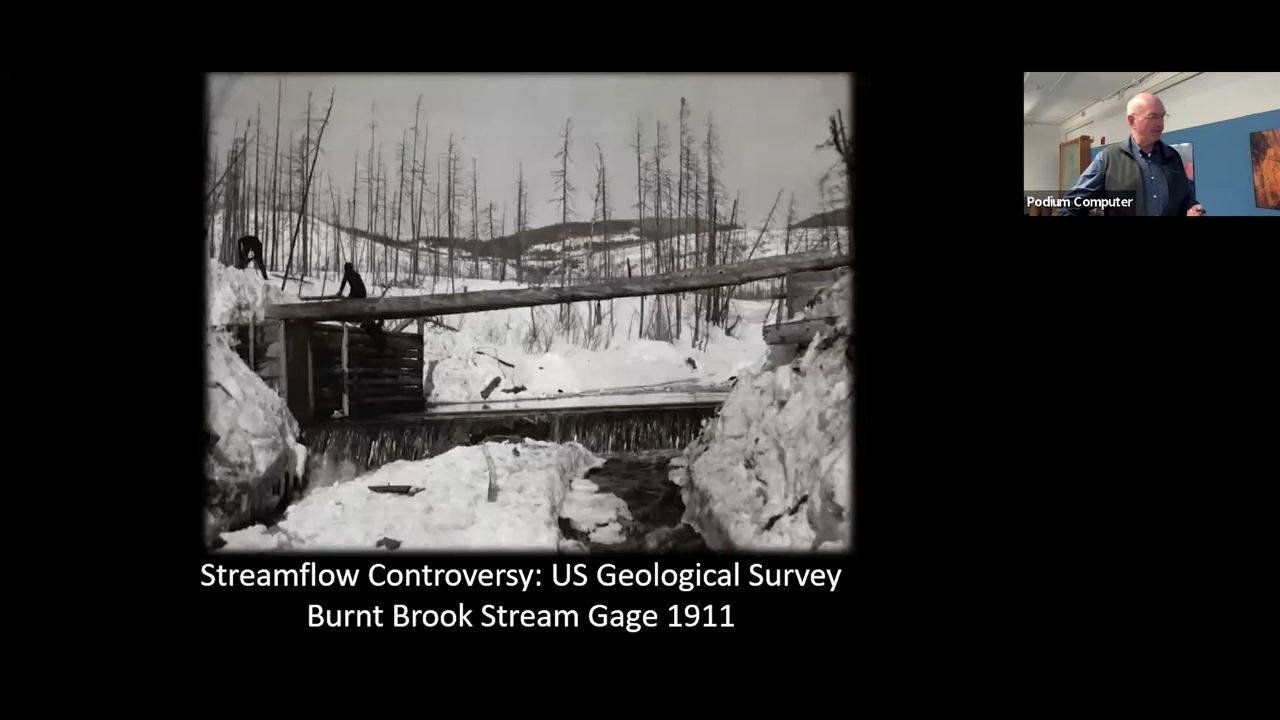 Podium Computer
Streamflow Controversy: US Geological Survey
Burnt Brook Stream Gage 1911